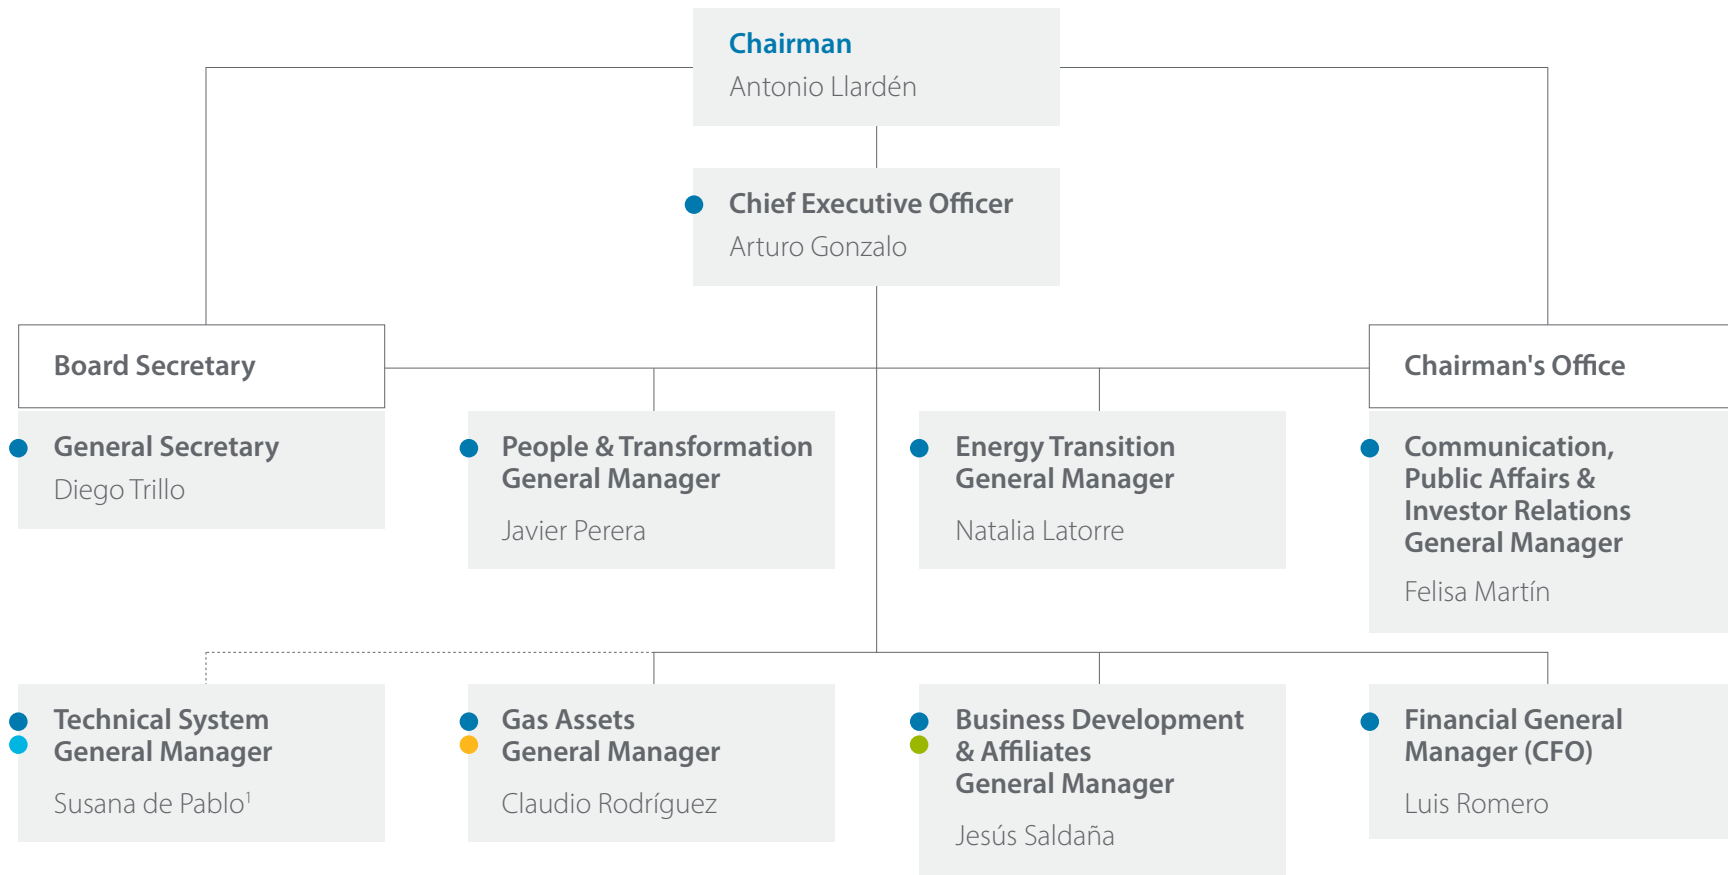 Chairman
Antonio Llardén
Chief Executive Officer
Arturo Gonzalo
Board Secretary
Chairman's Office
General Secretary
Diego Trillo
People & Transformation
General Manager
Javier Perera
Energy Transition
General Manager
Natalia Latorre
Communication,
Public Affairs &
Investor Relations
General Manager
Felisa Martín
Technical System
General Manager
Susana de Pablo¹
Gas Assets
General Manager
Claudio Rodríguez
Business Development
& Affiliates
General Manager
Jesús Saldaña
Financial General
Manager (CFO)
Luis Romero